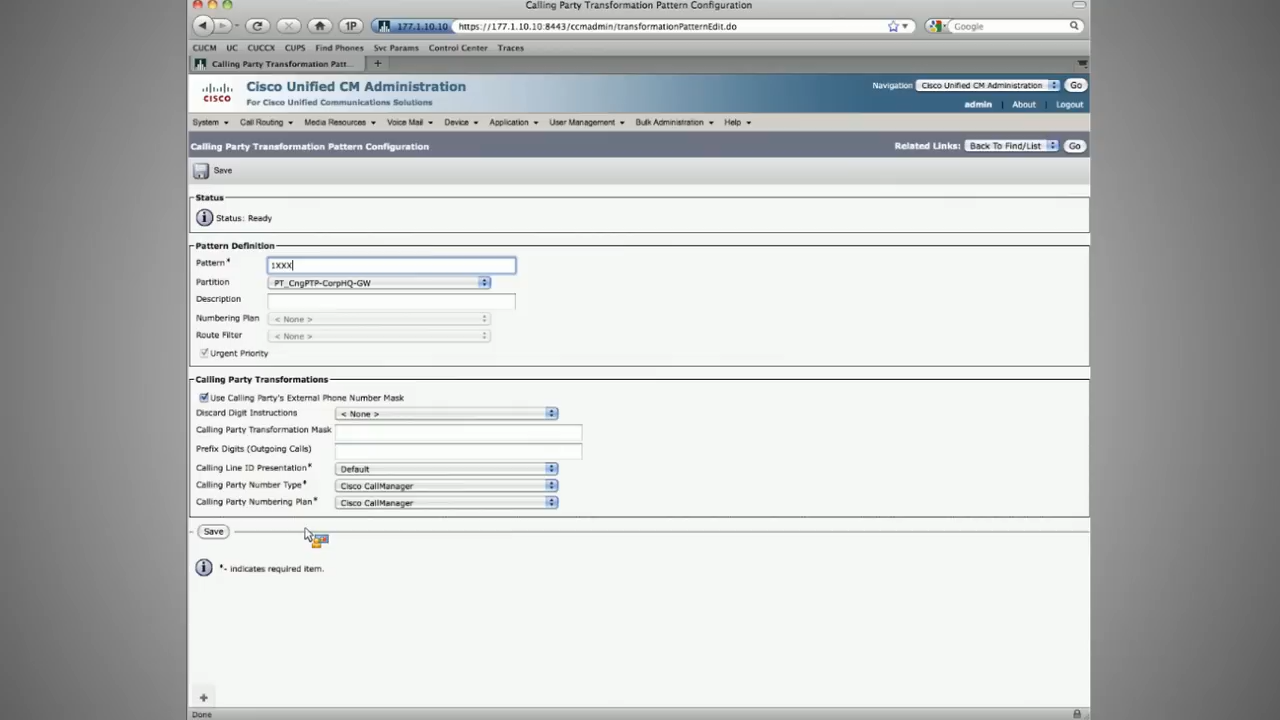 Calling Party Transformation Pattern Configuration
1P 177.1.10.10 https://177.1.10.10:8443/ccmadmin/transformationPatternEdit.do Google
CUCM UC CUCCX CUPS Find Phones Svc Params Control Center Traces
Calling Party Transformation Patt... +
CISCO Cisco Unified CM Administration Navigation Cisco Unified CM Administration Go
For Cisco Unified Communications Solutions admin | About | Logout
System Call Routing Media Resources Voice Mail Device Application User Management Bulk Administration Help
Calling Party Transformation Pattern Configuration Related Links: Back To Find/List Go
Save
Status
Status: Ready
Pattern Definition
Pattern* 1XXX
Partition PT_CngPTP-CorpHQ-GW
Description
Numbering Plan < None >
Route Filter < None >
Urgent Priority
Calling Party Transformations
Use Calling Party's External Phone Number Mask
Discard Digit Instructions < None >
Calling Party Transformation Mask
Prefix Digits (Outgoing Calls)
Calling Line ID Presentation* Default
Calling Party Number Type* Cisco CallManager
Calling Party Numbering Plan* Cisco CallManager
Save
*- indicates required item.
Done